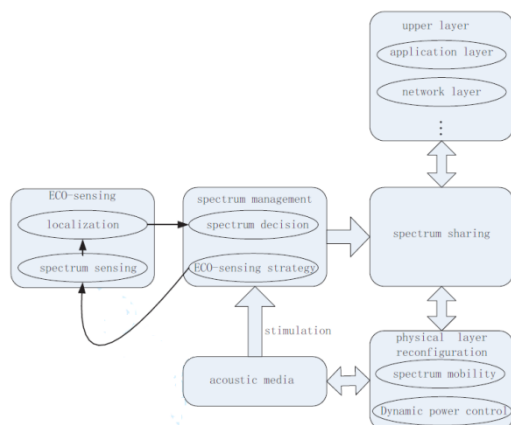 upper layer
application layer
network layer
ECO-sensing
localization
spectrum sensing
spectrum management
spectrum decision
ECO-sensing strategy
spectrum sharing
stimulation
acoustic media
physical layer
reconfiguration
spectrum mobility
Dynamic power control